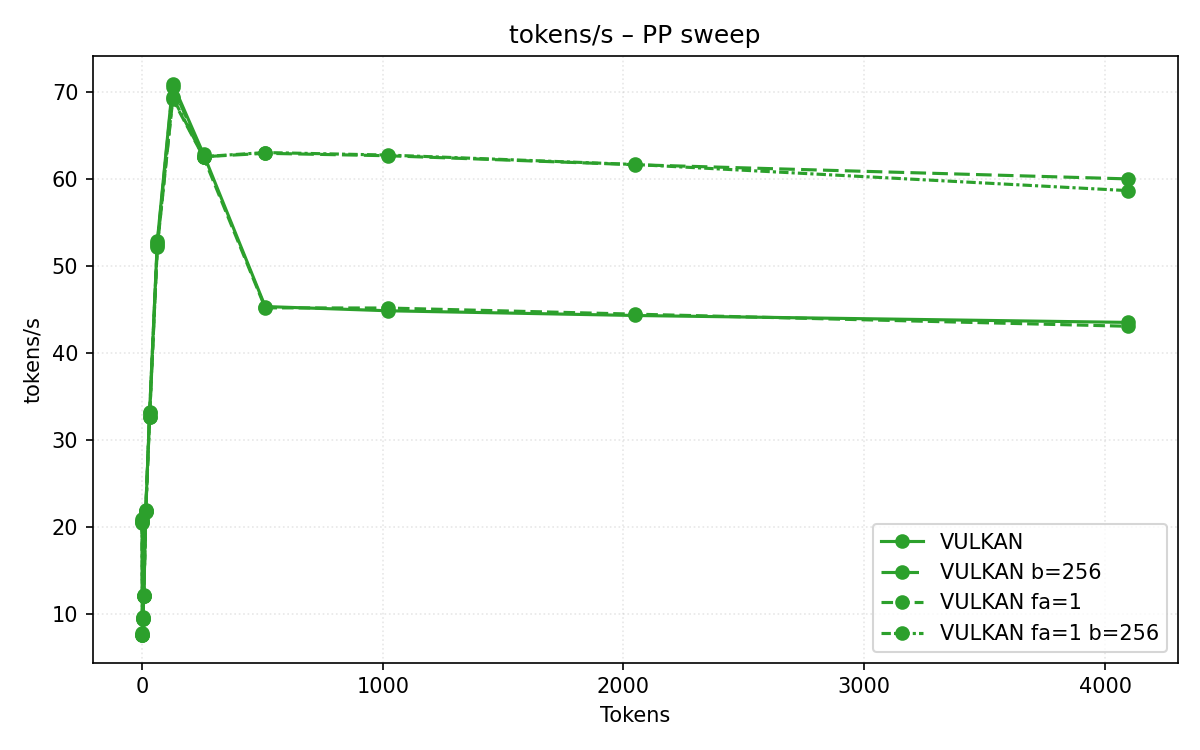 tokens/s – PP sweep
tokens/s
70
60
50
40
30
20
10
0
1000
2000
3000
4000
Tokens
VULKAN
VULKAN b=256
VULKAN fa=1
VULKAN fa=1 b=256